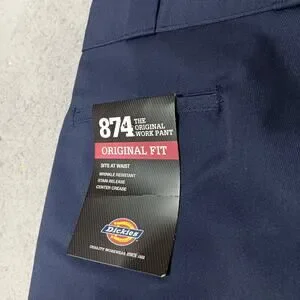 874 THE
ORIGINAL
WORK PANT
ORIGINAL FIT
SITS AT WAIST
WRINKLE RESISTANT
STAIN RELEASE
CENTER CREASE
Dickies
QUALITY WORKWEAR SINCE 1922